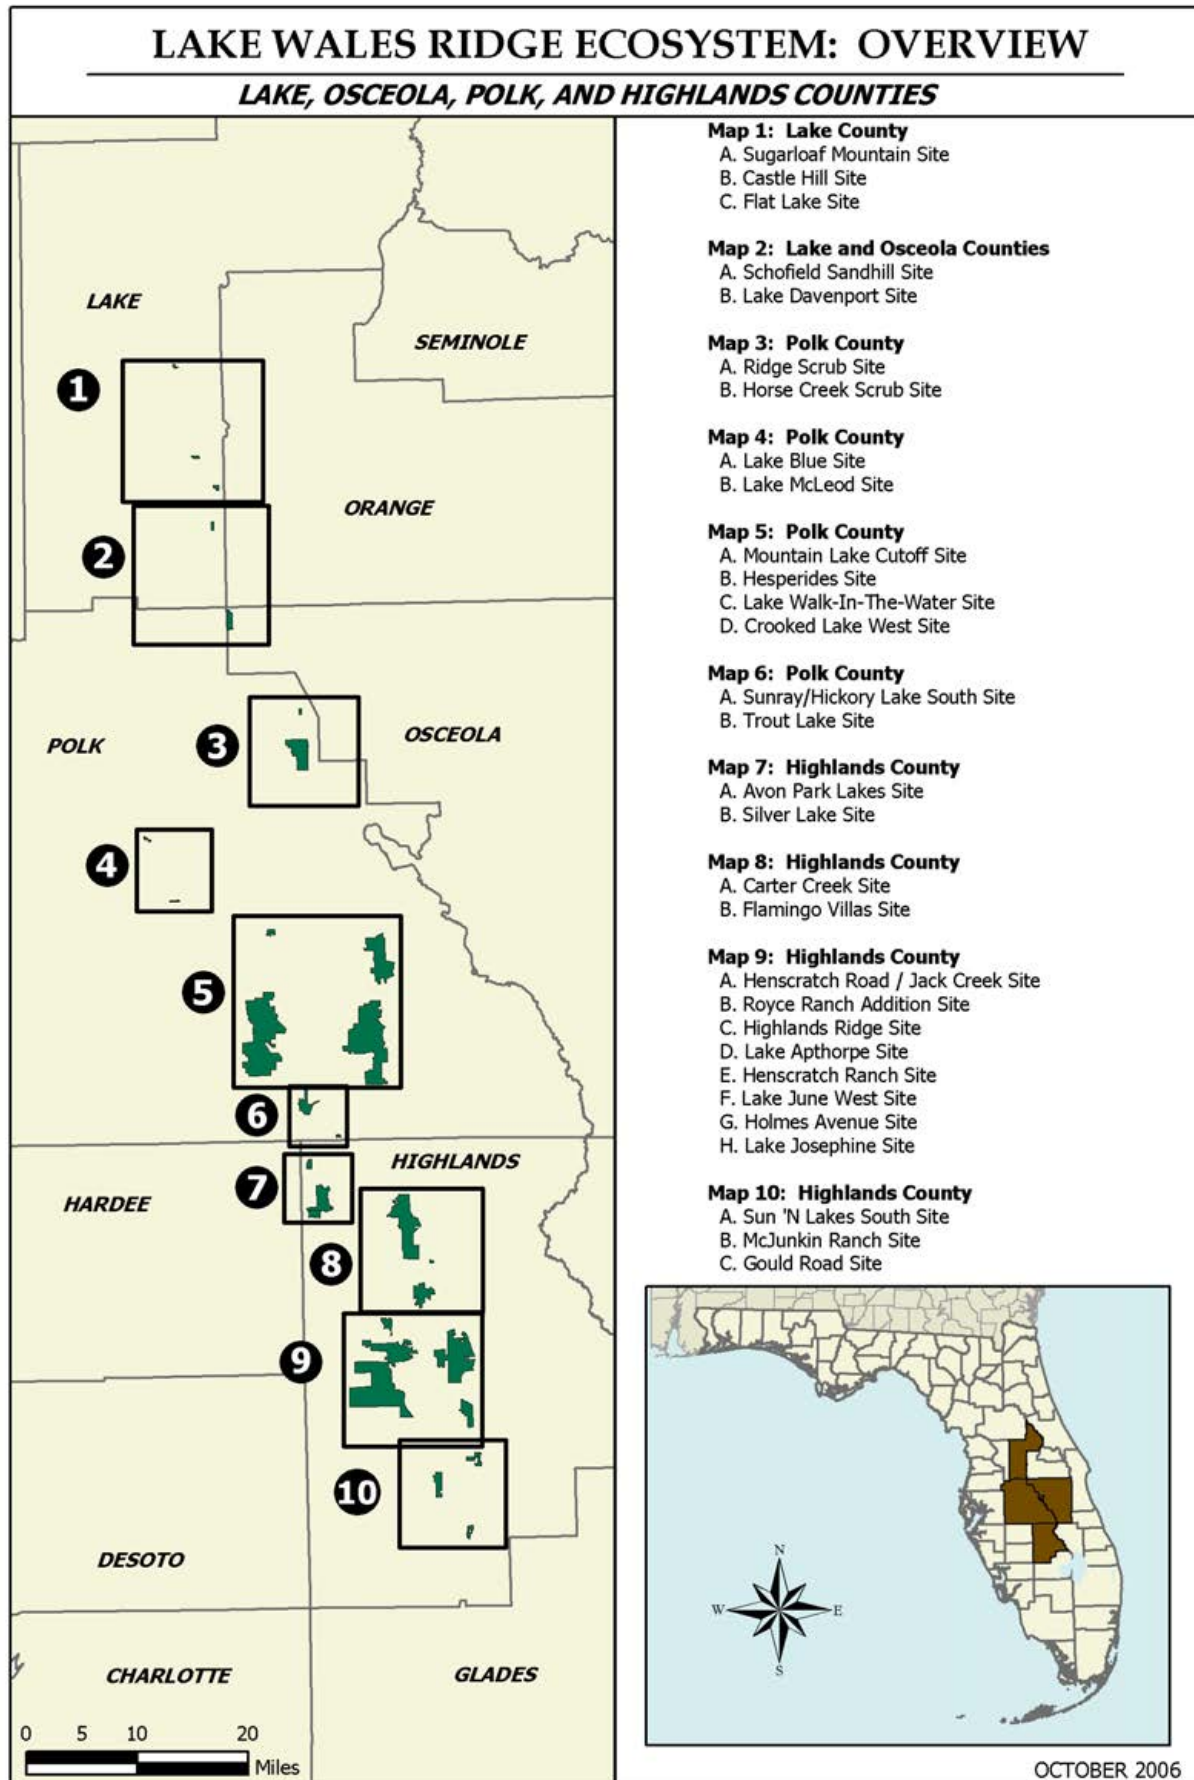 LAKE WALES RIDGE ECOSYSTEM: OVERVIEW
LAKE, OSCEOLA, POLK, AND HIGHLANDS COUNTIES
LAKE
SEMINOLE
1
ORANGE
2
POLK
3
OSCEOLA
4
5
6
HIGHLANDS
7
HARDEE
8
9
10
DESOTO
CHARLOTTE
GLADES
0 5 10 20
Miles
Map 1: Lake County
A. Sugarloaf Mountain Site
B. Castle Hill Site
C. Flat Lake Site
Map 2: Lake and Osceola Counties
A. Schofield Sandhill Site
B. Lake Davenport Site
Map 3: Polk County
A. Ridge Scrub Site
B. Horse Creek Scrub Site
Map 4: Polk County
A. Lake Blue Site
B. Lake McLeod Site
Map 5: Polk County
A. Mountain Lake Cutoff Site
B. Hesperides Site
C. Lake Walk-In-The-Water Site
D. Crooked Lake West Site
Map 6: Polk County
A. Sunray/Hickory Lake South Site
B. Trout Lake Site
Map 7: Highlands County
A. Avon Park Lakes Site
B. Silver Lake Site
Map 8: Highlands County
A. Carter Creek Site
B. Flamingo Villas Site
Map 9: Highlands County
A. Henscratch Road / Jack Creek Site
B. Royce Ranch Addition Site
C. Highlands Ridge Site
D. Lake Apthorpe Site
E. Henscratch Ranch Site
F. Lake June West Site
G. Holmes Avenue Site
H. Lake Josephine Site
Map 10: Highlands County
A. Sun 'N Lakes South Site
B. McJunkin Ranch Site
C. Gould Road Site
N
W E
S
OCTOBER 2006